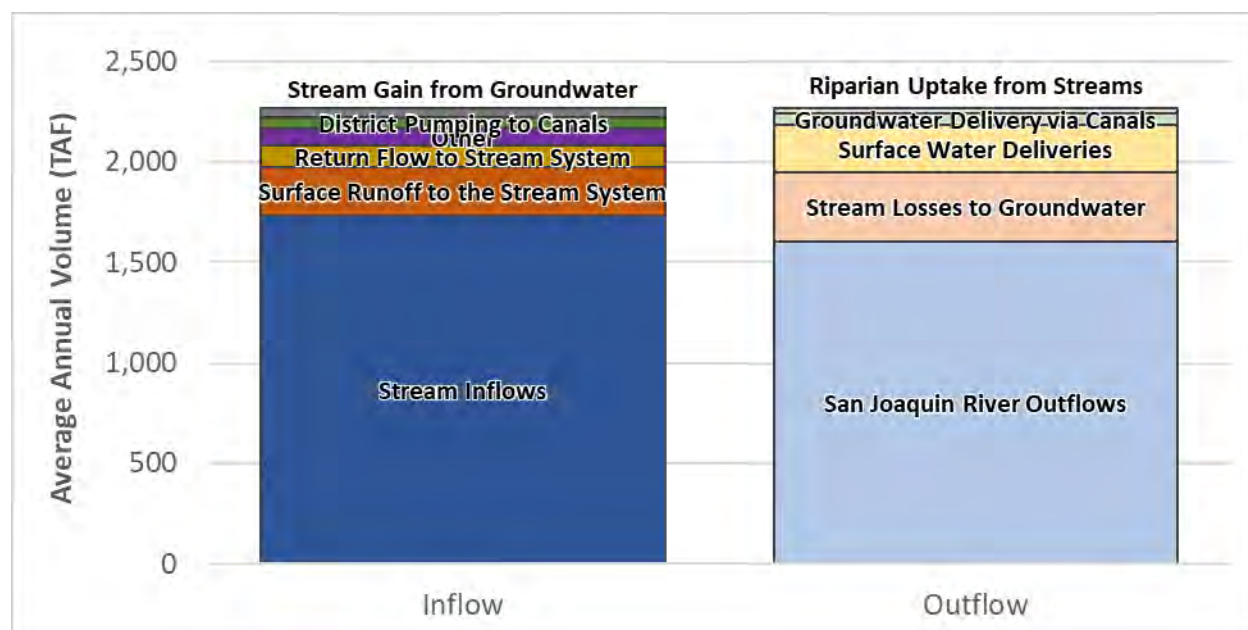 Average Annual Volume (TAF)
2,500
2,000
1,500
1,000
500
0
Stream Gain from Groundwater
District Pumping to Canals
Other
Return Flow to Stream System
Surface Runoff to the Stream System
Stream Inflows
Riparian Uptake from Streams
Groundwater Delivery via Canals
Surface Water Deliveries
Stream Losses to Groundwater
San Joaquin River Outflows
Inflow
Outflow